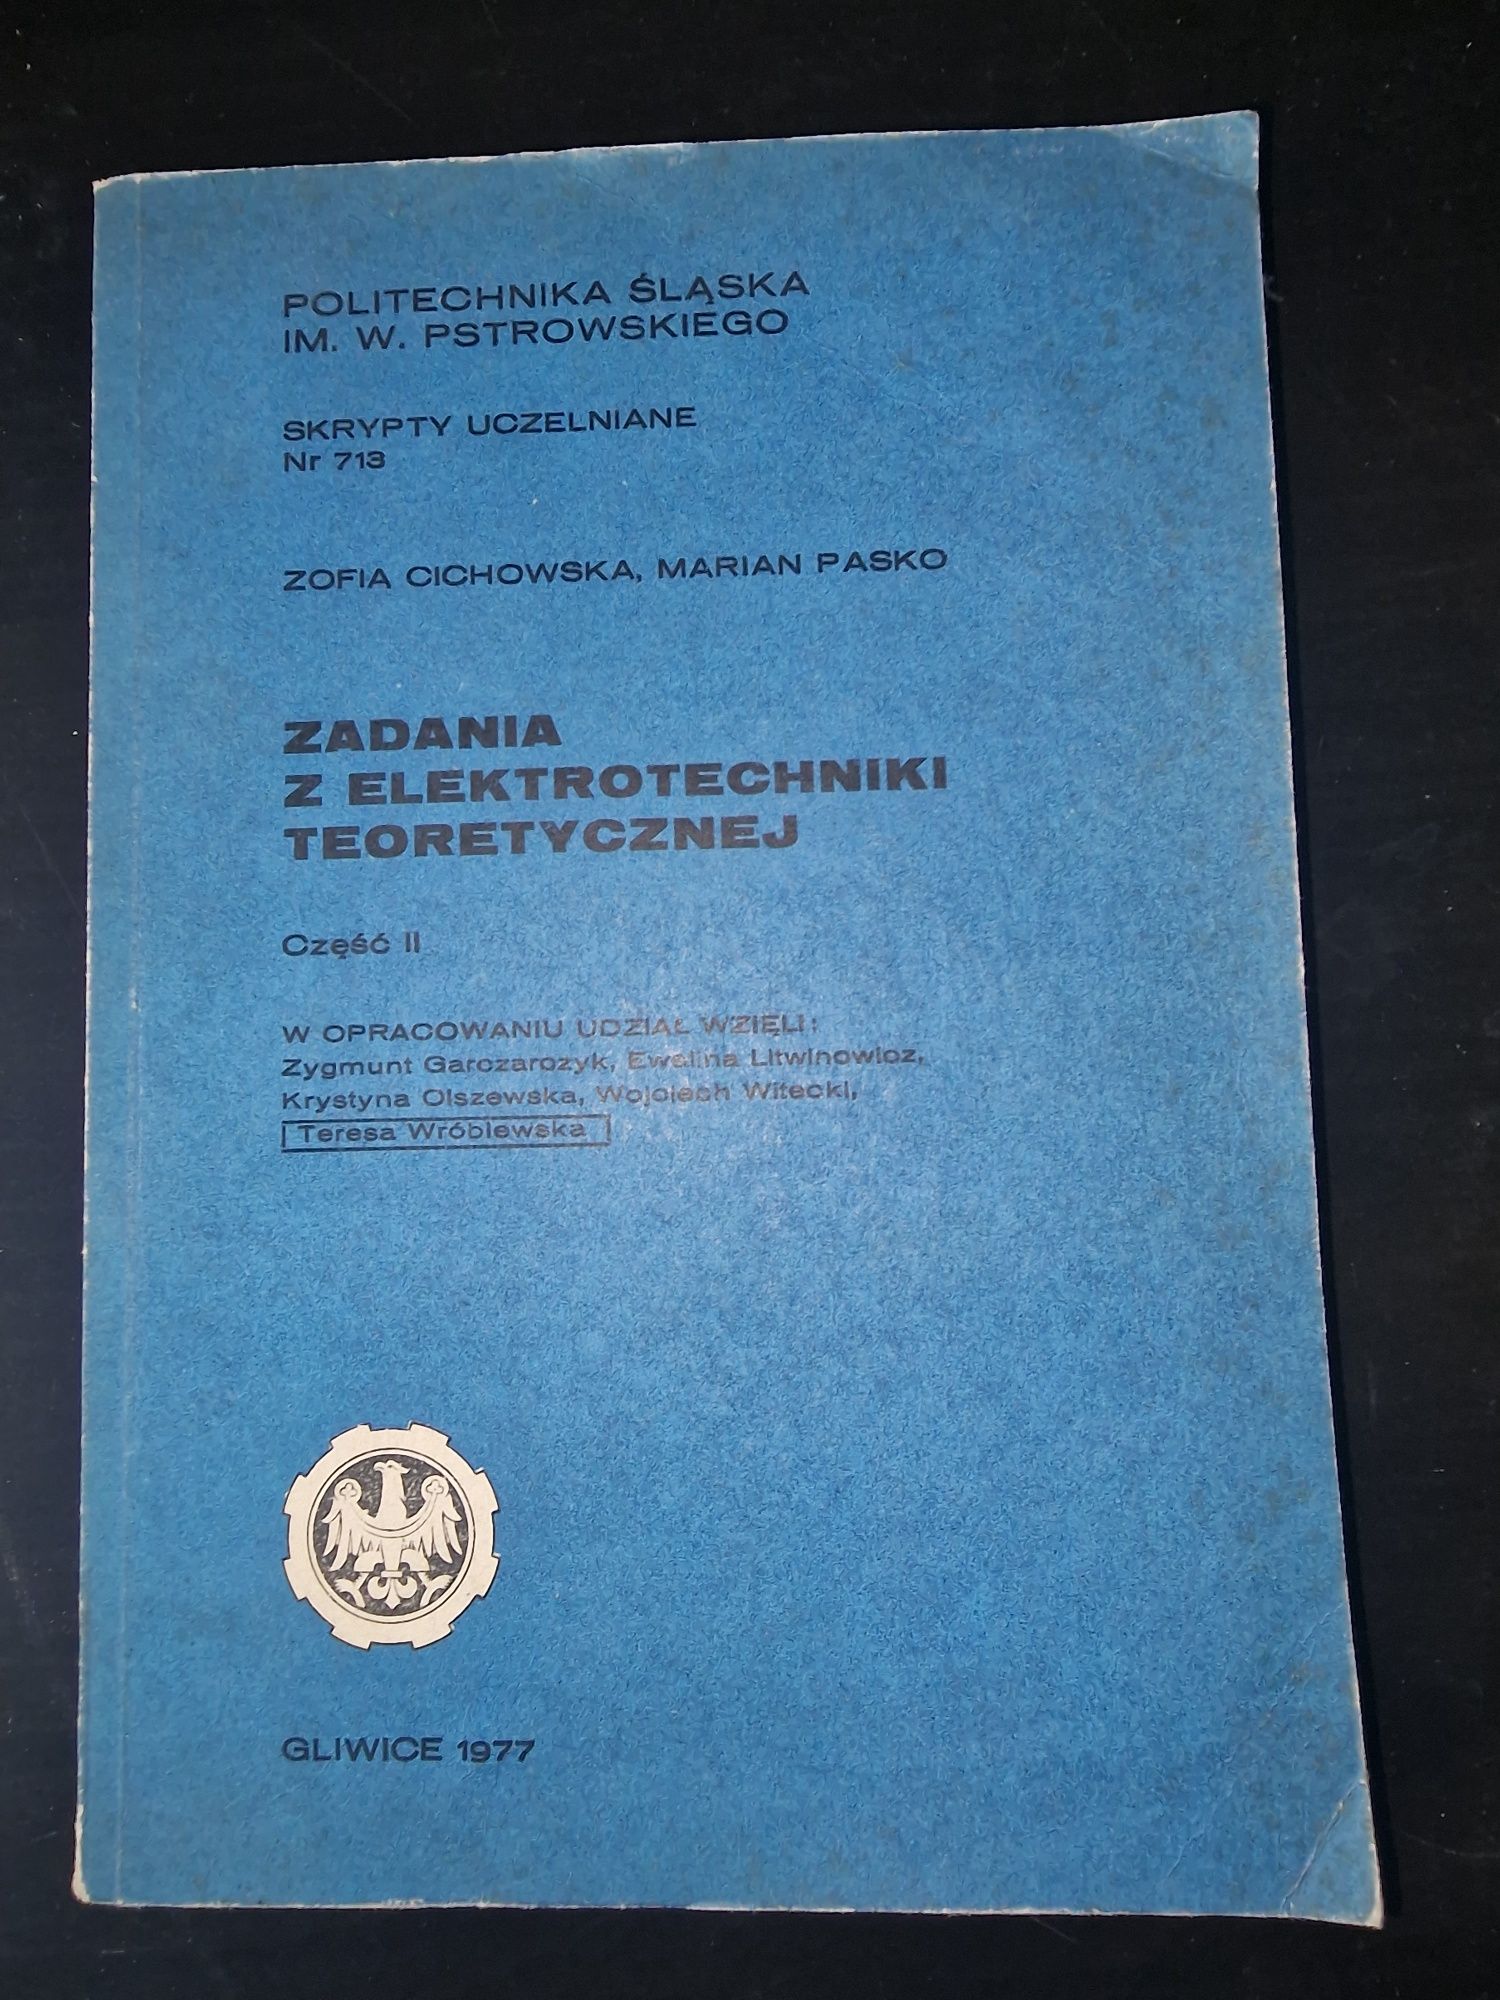 POLITECHNIKA ŚLĄSKA
IM. W. PSTROWSKIEGO
SKRYPTY UCZELNIANE
Nr 713
ZOFIA CICHOWSKA, MARIAN PASKO
ZADANIA
Z ELEKTROTECHNIKI
TEORETYCZNEJ
Część II
W OPRACOWANIU UDZIAŁ WZIĘLI:
Zygmunt Garczarczyk, Ewelina Litwinowicz,
Krystyna Olszewska, Wojciech Witecki,
Teresa Wróblewska
GLIWICE 1977